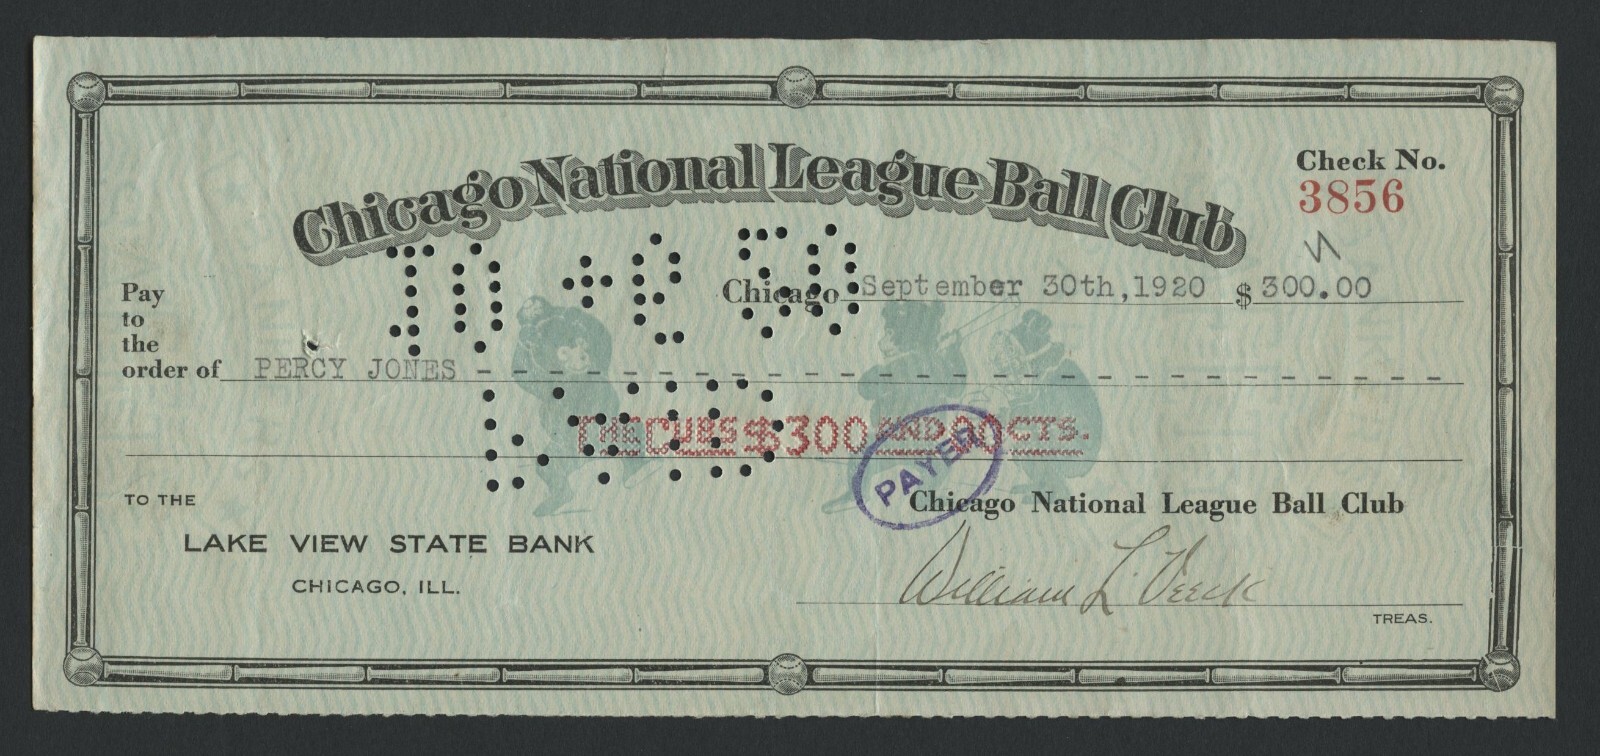 Chicago National League Ball Club
Check No.
3856
Chicago September 30th, 1920 $ 300.00
Pay
to
the
order of PERCY JONES
THE CUBS $300 AND 00 CTS.
PAYER
TO THE
LAKE VIEW STATE BANK
CHICAGO, ILL.
Chicago National League Ball Club
William L. Veeck
TREAS.